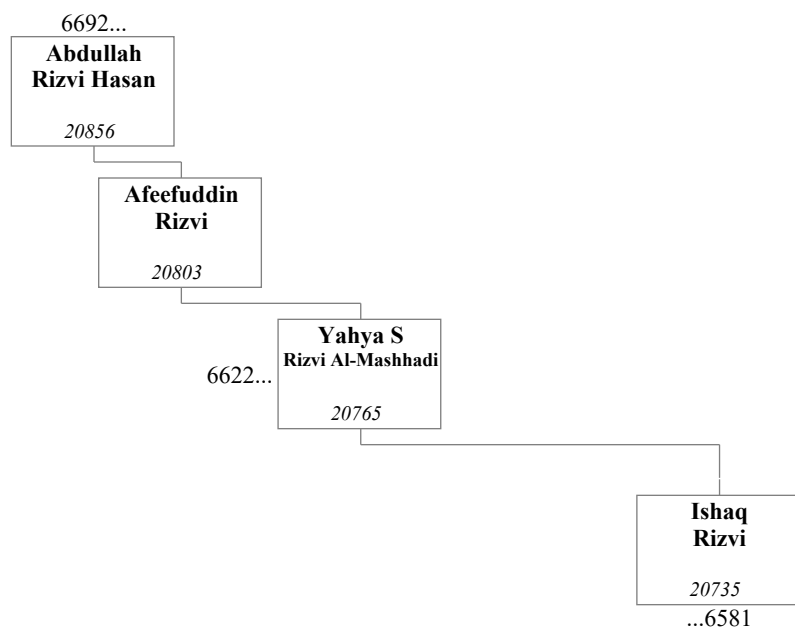 6692...
Abdullah
Rizvi Hasan
20856
Afeefuddin
Rizvi
20803
Yahya S
Rizvi Al-Mashhadi
6622...
20765
Ishaq
Rizvi
20735
...6581